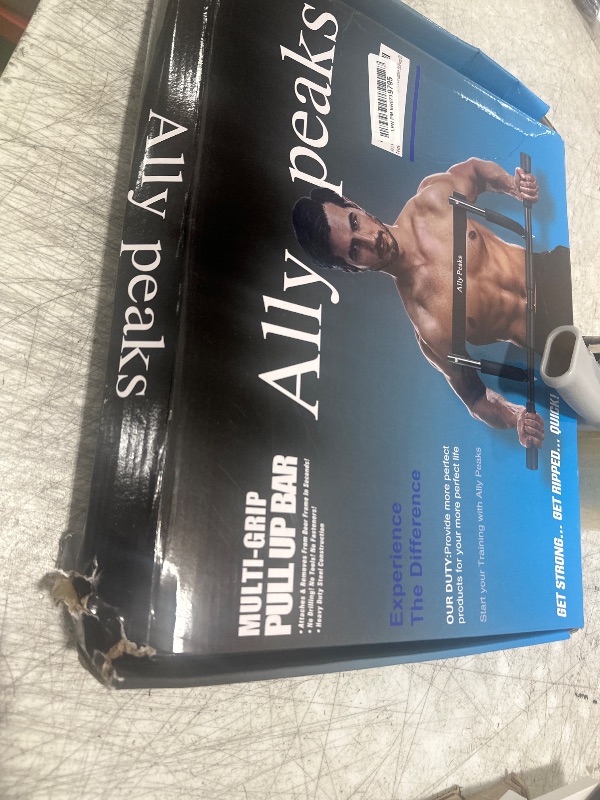 Ally peaks
Ally peaks
Ally Peaks
MULTI-GRIP
PULL UP BAR
• Attaches & Removes From Door Frame In Seconds!
• No Drilling! No Tools! No Fasteners!
• Heavy Duty Steel Construction
Experience
The Difference
OUR DUTY:Provide more perfect
products for your more perfect life
Start your Training with Ally Peaks
GET STRONG... GET RIPPED... QUICK!